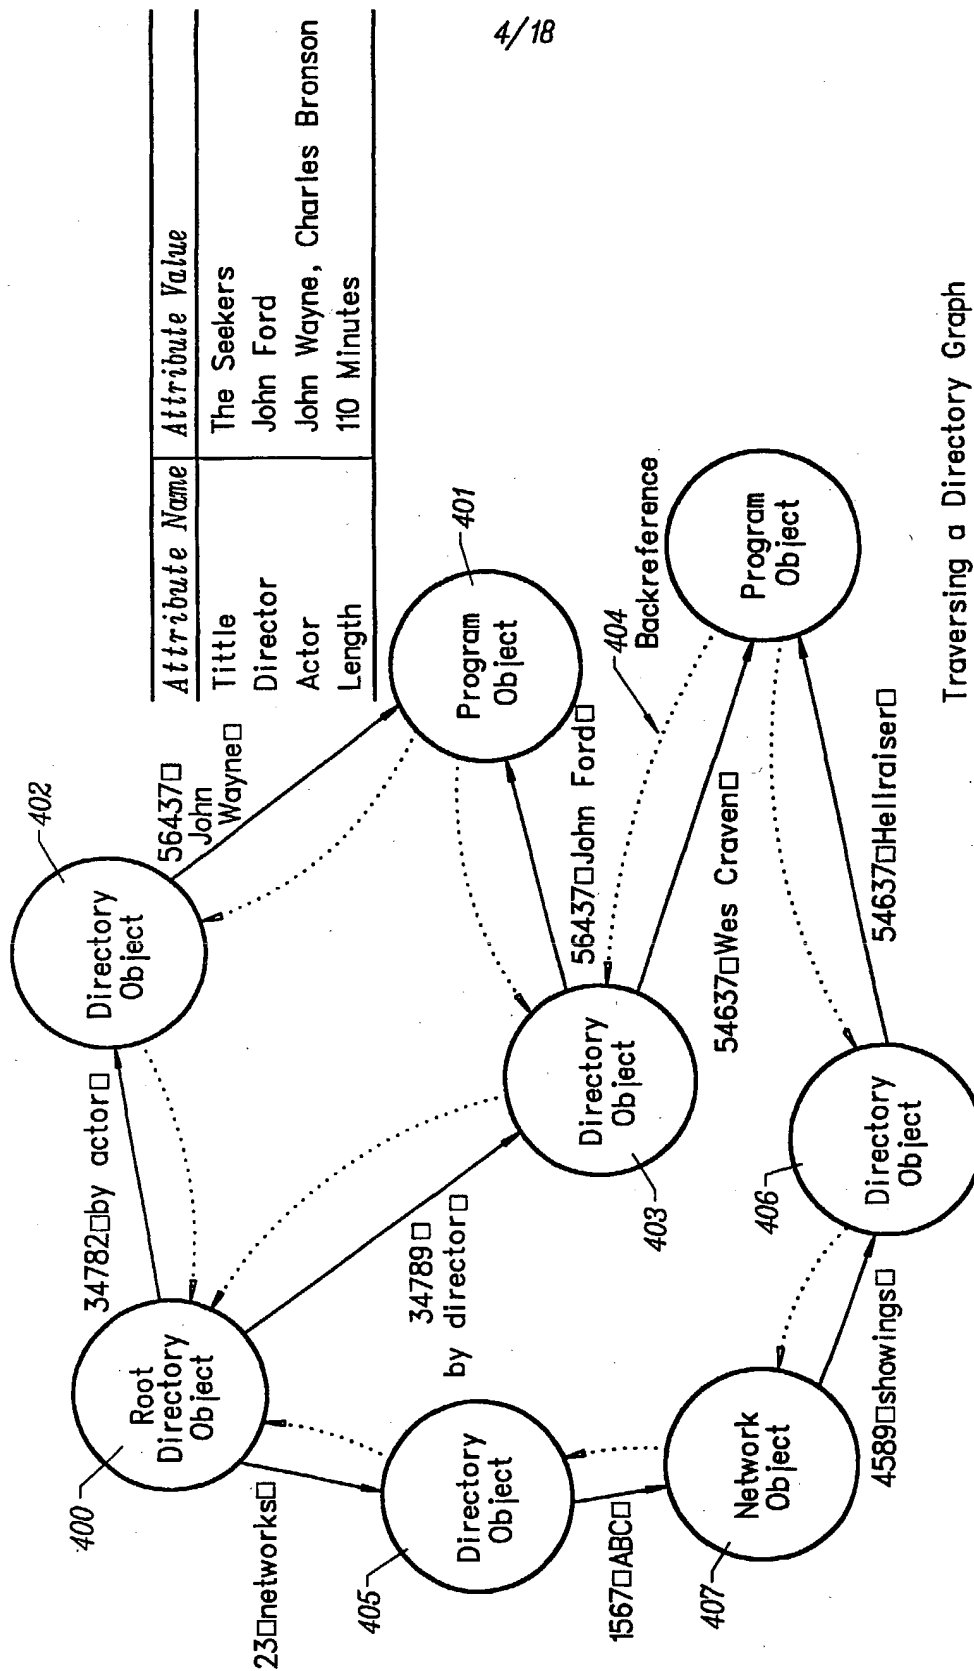 4/18
Attribute Name Attribute Value
Tittle The Seekers
Director John Ford
Actor John Wayne, Charles Bronson
Length 110 Minutes
402
Directory
Object
56437□
John
Wayne□
34782□by actor□
401
Program
Object
400
Root
Directory
Object
34789□
by director□
56437□John Ford□
404
Backreference
23□networks□
403
Directory
Object
54637□Wes Craven□
Program
Object
405
Directory
Object
1567□ABC□
406
Directory
Object
54637□Hellraiser□
407
Network
Object
4589□showings□
Traversing a Directory Graph